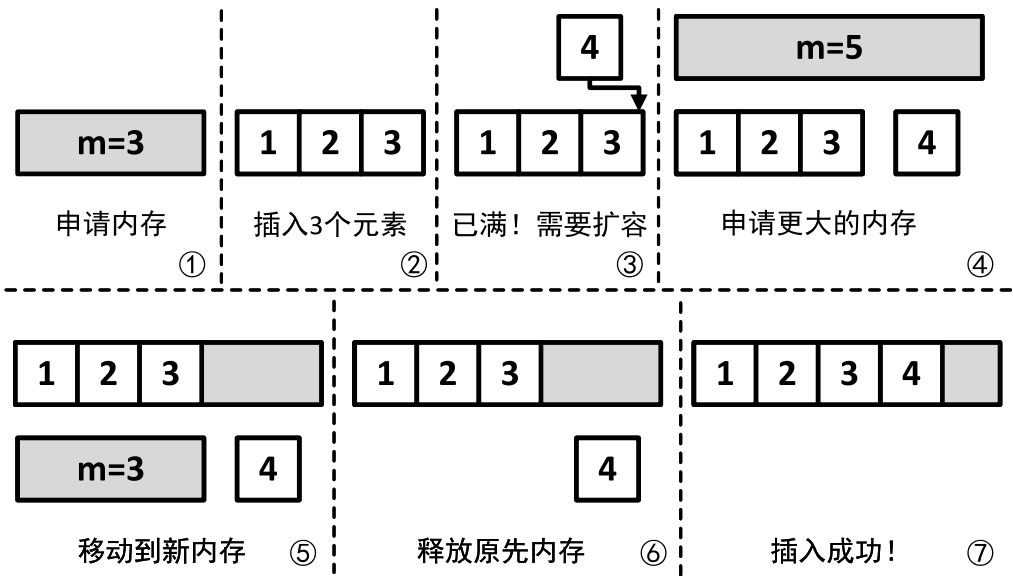 m=3
1 2 3
4
1 2 3
m=5
1 2 3 4
申请内存
插入3个元素
已满！需要扩容
申请更大的内存
①
②
③
④
1 2 3
m=3 4
1 2 3
4
1 2 3 4
移动到新内存 ⑤
释放原先内存 ⑥
插入成功！ ⑦